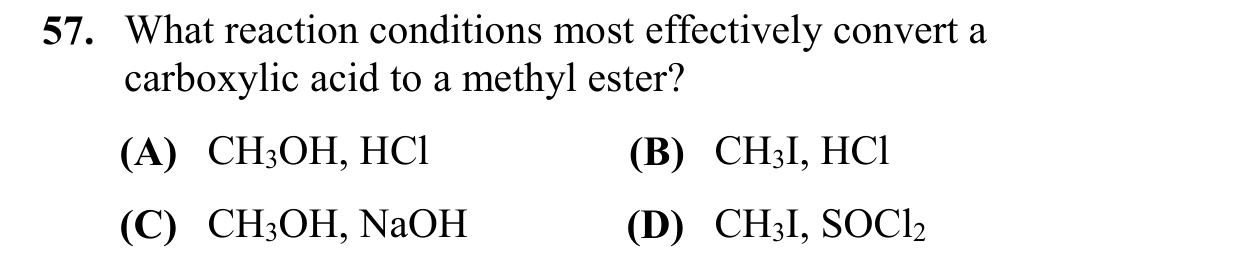 57. What reaction conditions most effectively convert a
carboxylic acid to a methyl ester?
(A) CH₃OH, HCl (B) CH₃I, HCl
(C) CH₃OH, NaOH (D) CH₃I, SOCl₂